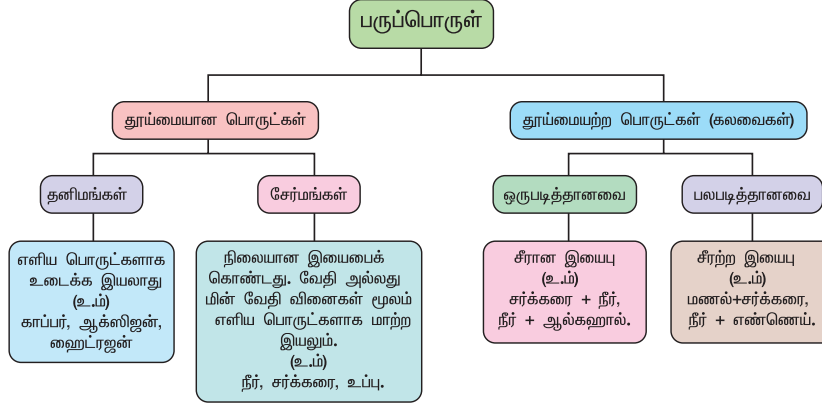 பருப்பொருள்
தூய்மையான பொருட்கள்
தூய்மையற்ற பொருட்கள் (கலவைகள்)
தனிமங்கள்
சேர்மங்கள்
ஒருபடித்தானவை
பலபடித்தானவை
எளிய பொருட்களாக
உடைக்க இயலாது
(உ.ம்)
காப்பர், ஆக்ஸிஜன்,
ஹைட்ரஜன்
நிலையான இயைபைக்
கொண்டது. வேதி அல்லது
மின் வேதி வினைகள் மூலம்
எளிய பொருட்களாக மாற்ற
இயலும்.
(உ.ம்)
நீர், சர்க்கரை, உப்பு.
சீரான இயைபு
(உ.ம்)
சர்க்கரை + நீர்,
நீர் + ஆல்கஹால்.
சீரற்ற இயைபு
(உ.ம்)
மணல்+சர்க்கரை,
நீர் + எண்ணெய்.